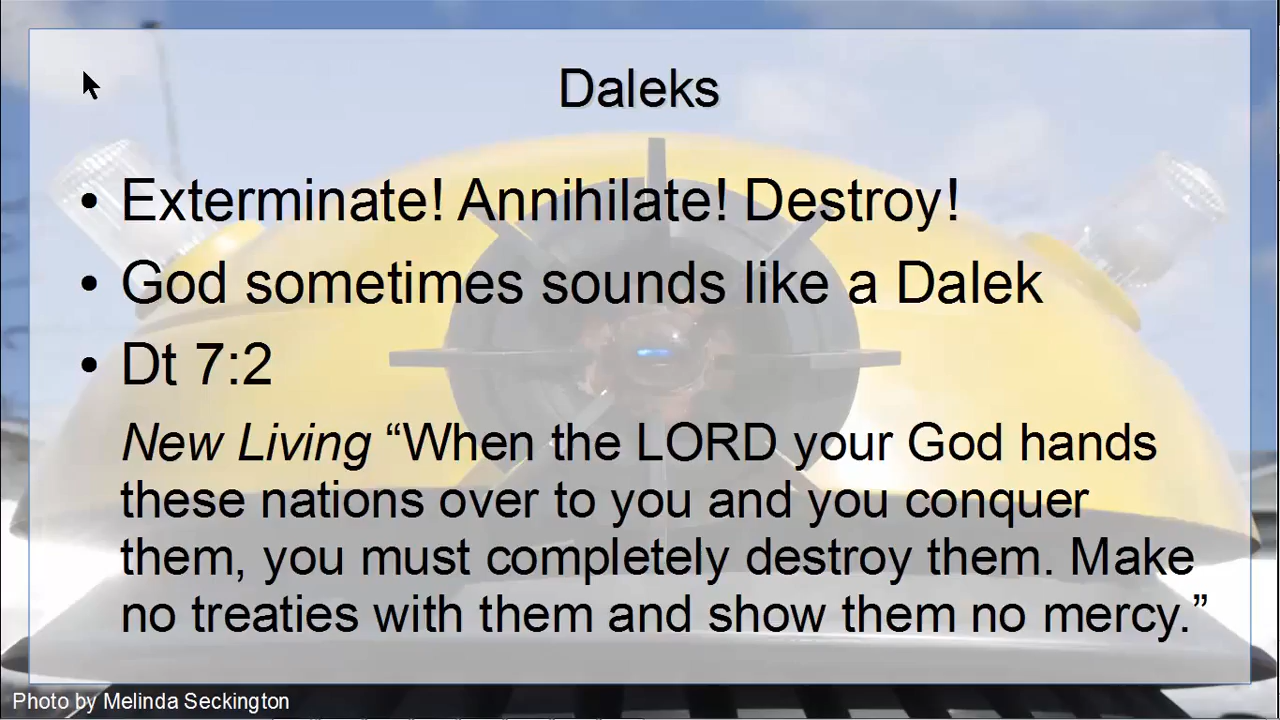 Daleks
• Exterminate! Annihilate! Destroy!
• God sometimes sounds like a Dalek
• Dt 7:2
New Living “When the LORD your God hands
these nations over to you and you conquer
them, you must completely destroy them. Make
no treaties with them and show them no mercy.”
Photo by Melinda Seckington